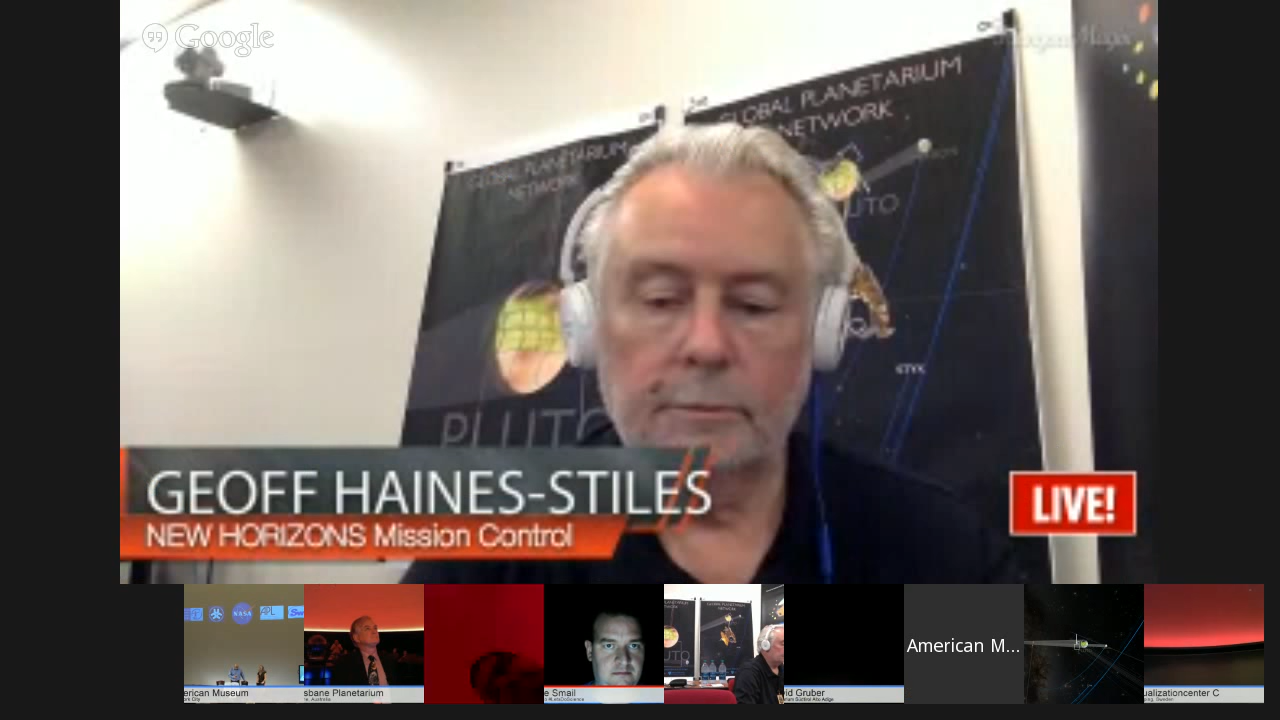 Google
GLOBAL PLANETARIUM
NETWORK
GLOBAL PLANETARIUM
NETWORK
PLUTO
STYX
PLUTO
GEOFF HAINES-STILES
NEW HORIZONS Mission Control
LIVE!
NASA
APL
American M...
erican Museum
sbane Planetarium
e Smail
id Gruber
ualizationcenter C